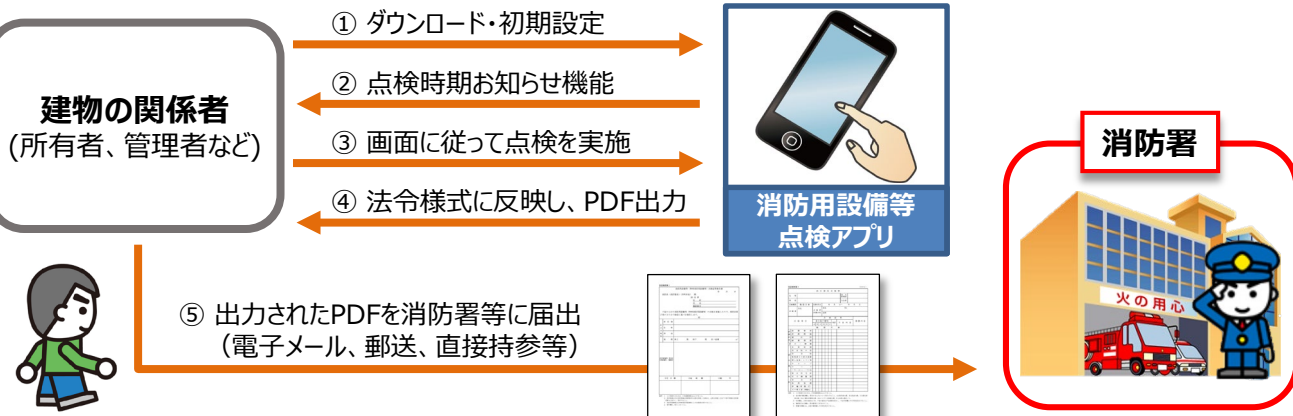 ① ダウンロード・初期設定
② 点検時期お知らせ機能
建物の関係者
(所有者、管理者など)
③ 画面に従って点検を実施
④ 法令様式に反映し、PDF出力
消防用設備等
点検アプリ
消防署
火の用心
⑤ 出力されたPDFを消防署等に届出
（電子メール、郵送、直接持参等）